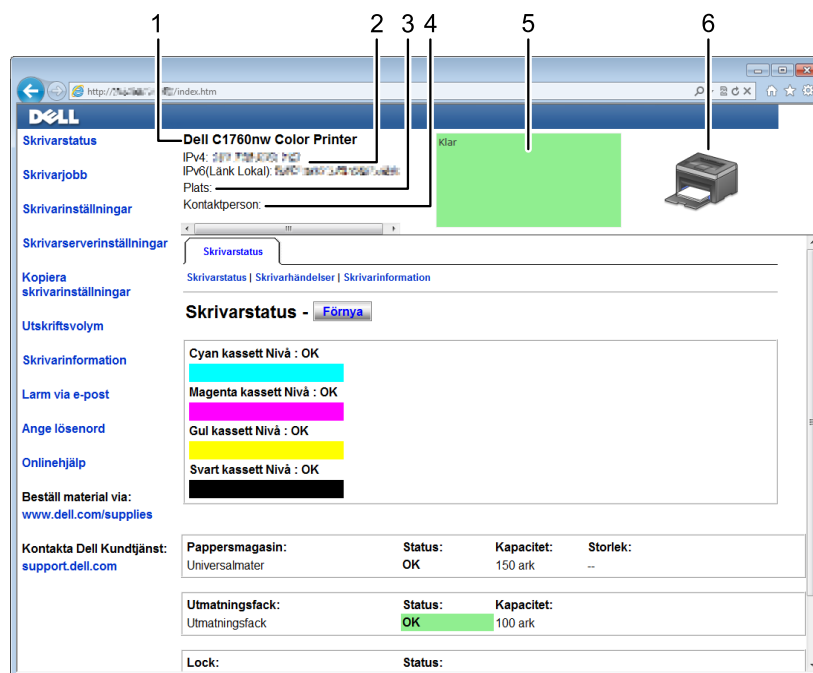 1 2 3 4 5 6
http:// /index.htm
DELL
Skrivarstatus
Skrivarjobb
Skrivarinställningar
Skrivarserverinställningar
Kopiera
skrivarinställningar
Utskriftsvolym
Skrivarinformation
Larm via e-post
Ange lösenord
Onlinehjälp
Beställ material via:
www.dell.com/supplies
Kontakta Dell Kundtjänst:
support.dell.com
Dell C1760nw Color Printer
IPv4:
IPv6(Länk Lokal):
Plats:
Kontaktperson:
Klar
Skrivarstatus
Skrivarstatus | Skrivarhändelser | Skrivarinformation
Skrivarstatus - Förnya
Cyan kassett Nivå : OK
Magenta kassett Nivå : OK
Gul kassett Nivå : OK
Svart kassett Nivå : OK
Pappersmagasin: Status: Kapacitet: Storlek:
Universalmater OK 150 ark --
Utmatningsfack: Status: Kapacitet:
Utmatningsfack OK 100 ark
Lock: Status: